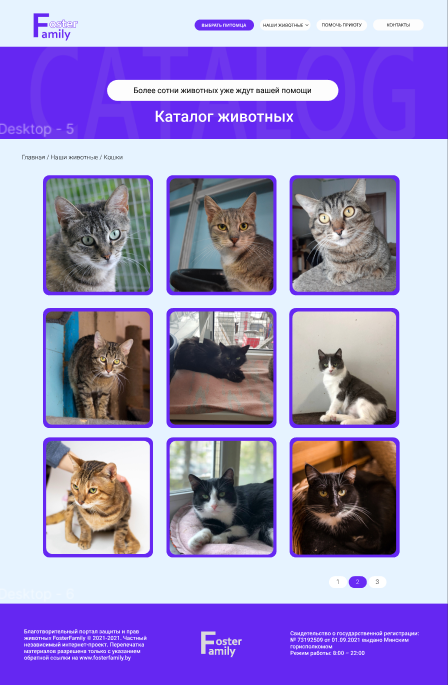 Foster
Family
ВЫБРАТЬ ПИТОМЦА
НАШИ ЖИВОТНЫЕ
ПОМОЧЬ ПРИЮТУ
КОНТАКТЫ
CATALOG
Более сотни животных уже ждут вашей помощи
Каталог животных
Desktop - 5
Главная / Наши животные / Кошки
1 2 3
Desktop - 6
Благотворительный портал защиты и прав
животных FosterFamily © 2021-2021. Частный
независимый интернет-проект. Перепечатка
материалов разрешена только с указанием
обратной ссылки на www.fosterfamily.by
Foster
Family
Свидетельство о государственной регистрации:
№ 73192509 от 01.09.2021 выдано Минским
горисполкомом
Режим работы: 8:00 – 22:00